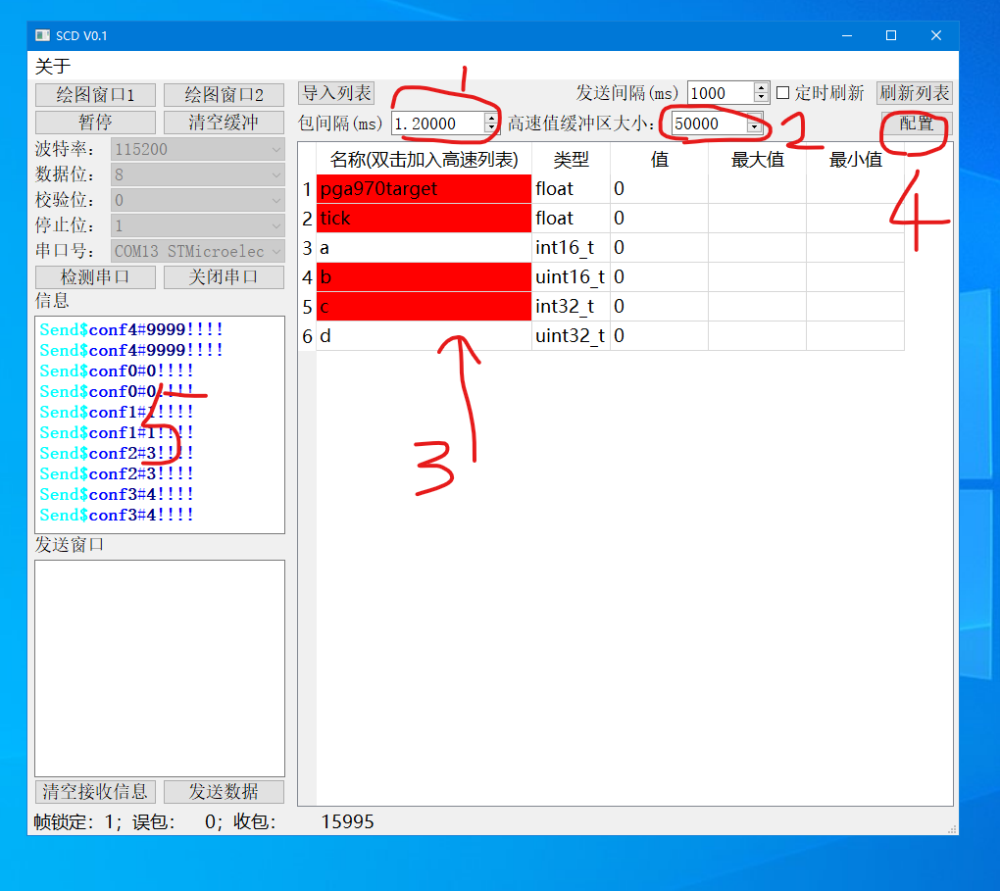 SCD V0.1
关于
绘图窗口1 绘图窗口2
暂停 清空缓冲
波特率: 115200
数据位: 8
校验位: 0
停止位: 1
串口号: COM13 STMicroelec
检测串口 关闭串口
信息
Send$conf4#9999!!!!
Send$conf4#9999!!!!
Send$conf0#0!!!!
Send$conf0#0!!!!
Send$conf1#1!!!!
Send$conf1#1!!!!
Send$conf2#3!!!!
Send$conf2#3!!!!
Send$conf3#4!!!!
Send$conf3#4!!!!
5
发送窗口
清空接收信息 发送数据
导入列表 发送间隔(ms) 1000 定时刷新 刷新列表
1
包间隔(ms) 1.20000 高速值缓冲区大小: 50000 配置
2
4
名称(双击加入高速列表) 类型 值 最大值 最小值
1 pga970target float 0
2 tick float 0
3 a int16_t 0
4 b uint16_t 0
5 c int32_t 0
6 d uint32_t 0
3
帧锁定: 1; 误包: 0; 收包: 15995